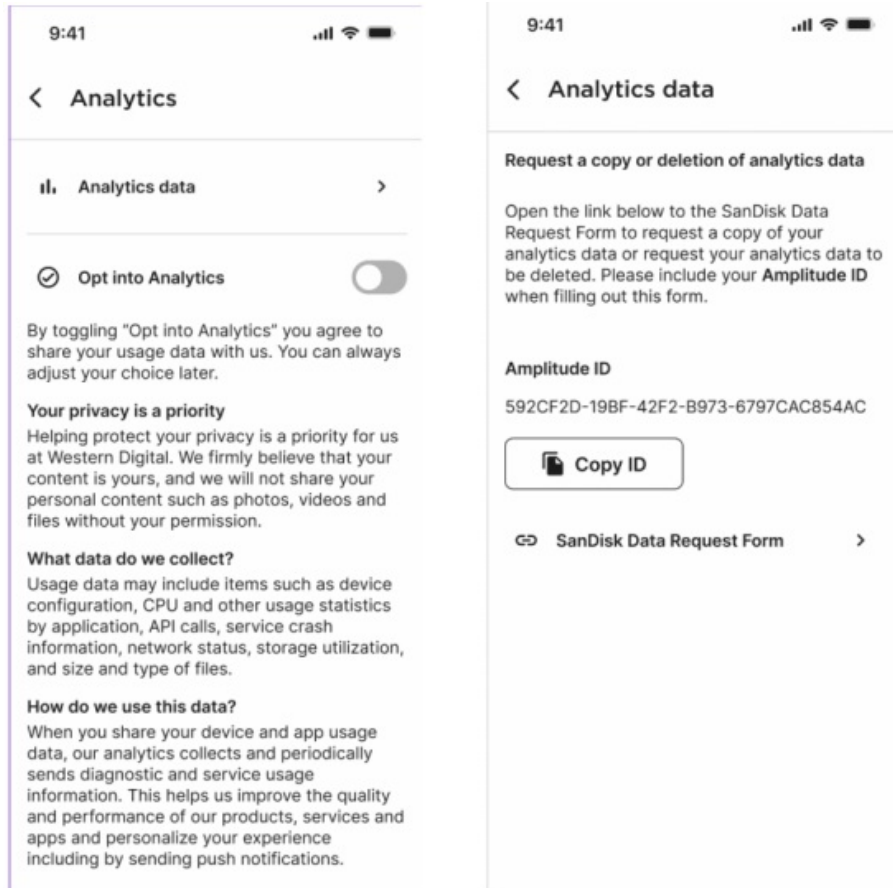 9:41
Analytics
Analytics data
Opt into Analytics
By toggling "Opt into Analytics" you agree to
share your usage data with us. You can always
adjust your choice later.
Your privacy is a priority
Helping protect your privacy is a priority for us
at Western Digital. We firmly believe that your
content is yours, and we will not share your
personal content such as photos, videos and
files without your permission.
What data do we collect?
Usage data may include items such as device
configuration, CPU and other usage statistics
by application, API calls, service crash
information, network status, storage utilization,
and size and type of files.
How do we use this data?
When you share your device and app usage
data, our analytics collects and periodically
sends diagnostic and service usage
information. This helps us improve the quality
and performance of our products, services and
apps and personalize your experience
including by sending push notifications.
9:41
Analytics data
Request a copy or deletion of analytics data
Open the link below to the SanDisk Data
Request Form to request a copy of your
analytics data or request your analytics data to
be deleted. Please include your Amplitude ID
when filling out this form.
Amplitude ID
592CF2D-19BF-42F2-B973-6797CAC854AC
Copy ID
SanDisk Data Request Form